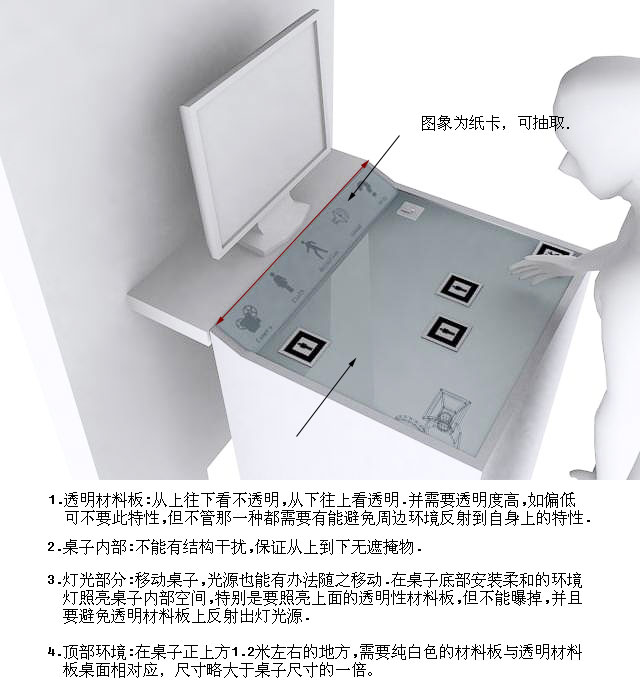 图象为纸卡，可抽取.
1.透明材料板:从上往下看不透明,从下往上看透明.并需要透明度高,如偏低
可不要此特性,但不管那一种都需要有能避免周边环境反射到自身上的特性.
2.桌子内部:不能有结构干扰,保证从上到下无遮掩物.
3.灯光部分:移动桌子,光源也能有办法随之移动.在桌子底部安装柔和的环境
灯照亮桌子内部空间,特别是要照亮上面的透明性材料板,但不能曝掉,并且
要避免透明材料板上反射出灯光源.
4.顶部环境:在桌子正上方1.2米左右的地方,需要纯白色的材料板与透明材料
板桌面相对应，尺寸略大于桌子尺寸的一倍。